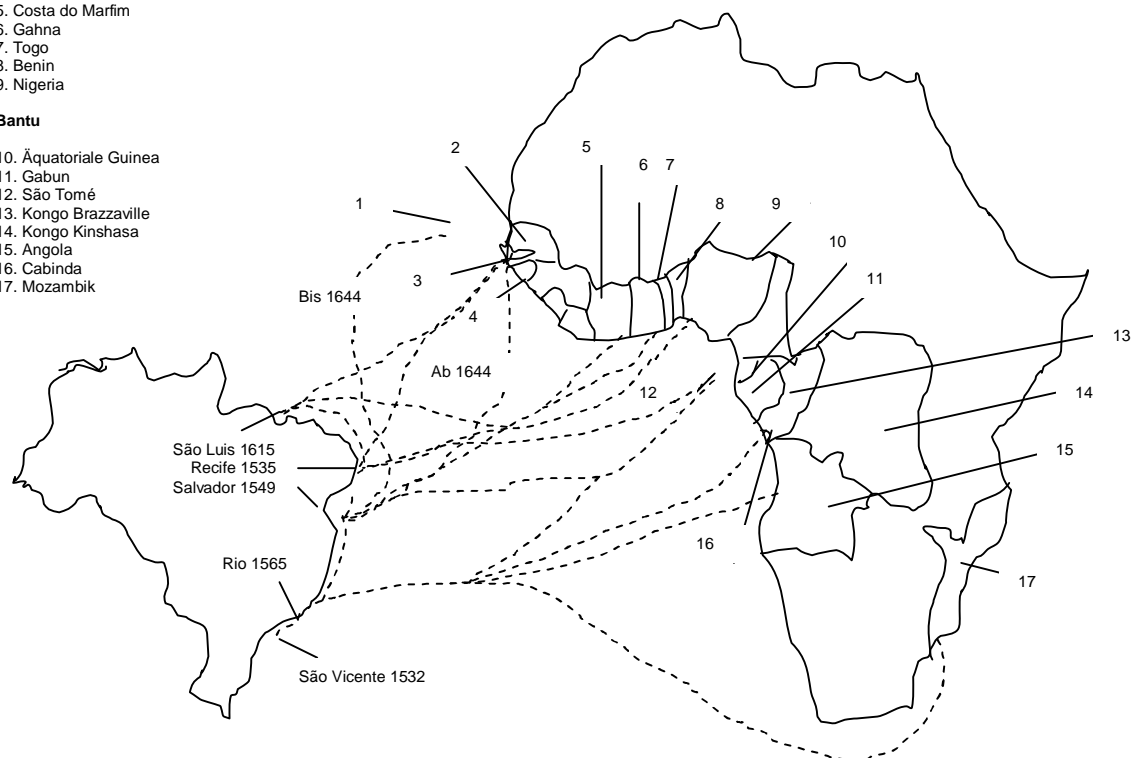 5. Costa do Marfim
6. Gahna
7. Togo
8. Benin
9. Nigeria
Bantu
10. Äquatoriale Guinea
11. Gabun
12. São Tomé
13. Kongo Brazzaville
14. Kongo Kinshasa
15. Angola
16. Cabinda
17. Mozambik
1
2
3
4
5
6
7
8
9
10
11
12
13
14
15
16
17
Bis 1644
Ab 1644
São Luis 1615
Recife 1535
Salvador 1549
Rio 1565
São Vicente 1532